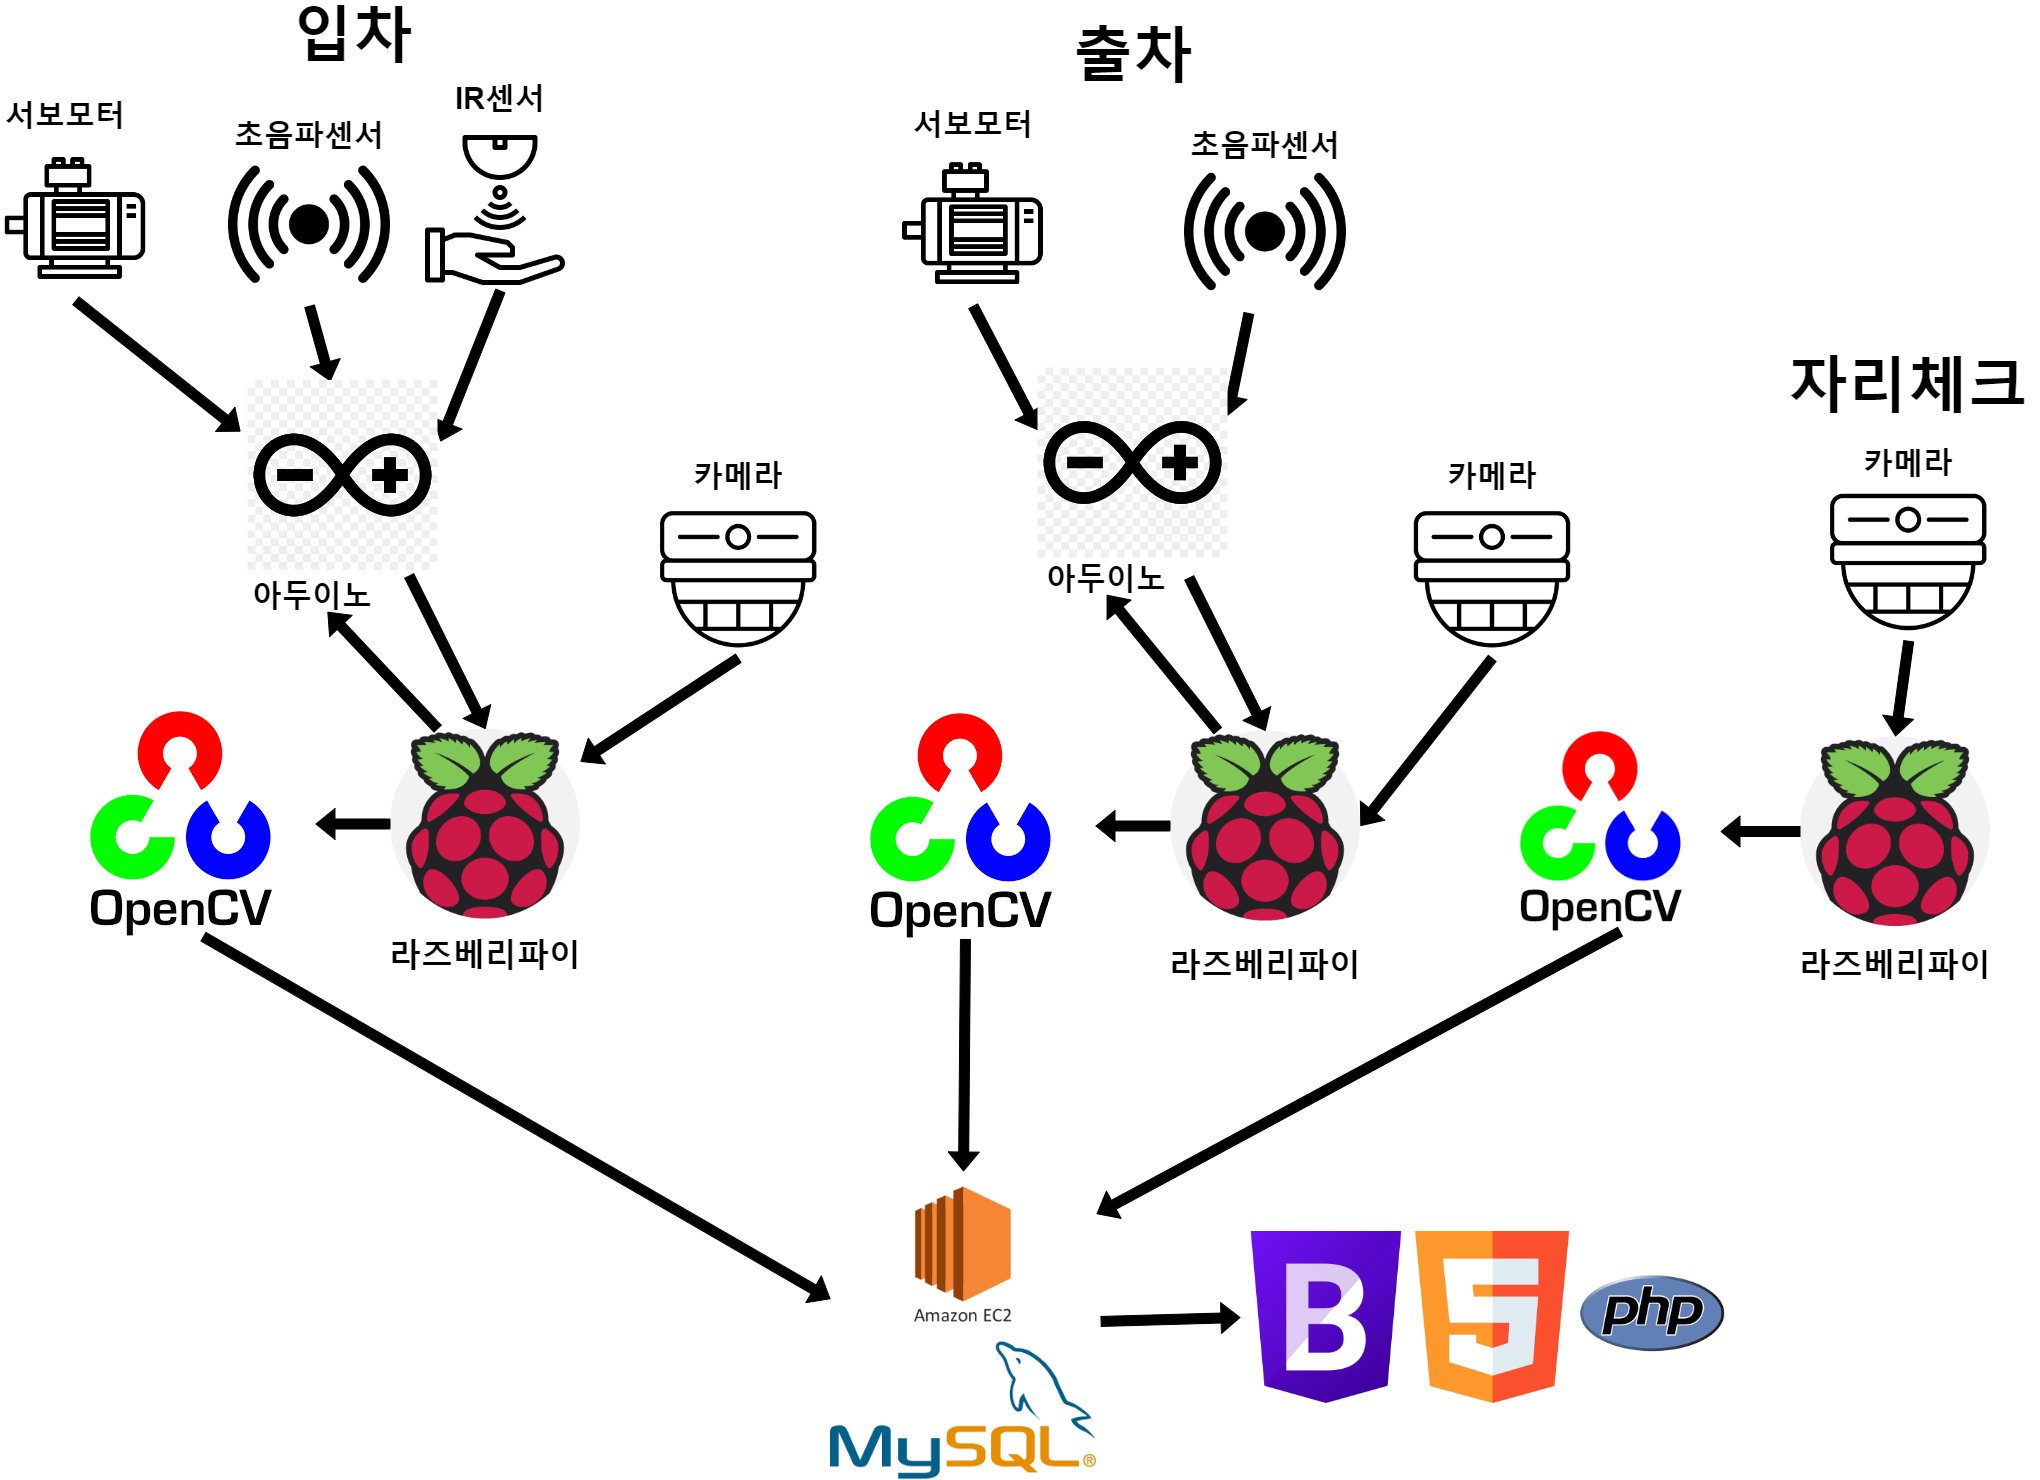 입차
출차
서보모터
초음파센서
IR센서
서보모터
초음파센서
자리체크
카메라
카메라
카메라
아두이노
아두이노
OpenCV
OpenCV
OpenCV
라즈베리파이
라즈베리파이
라즈베리파이
Amazon EC2
B
5
php
MySQL®